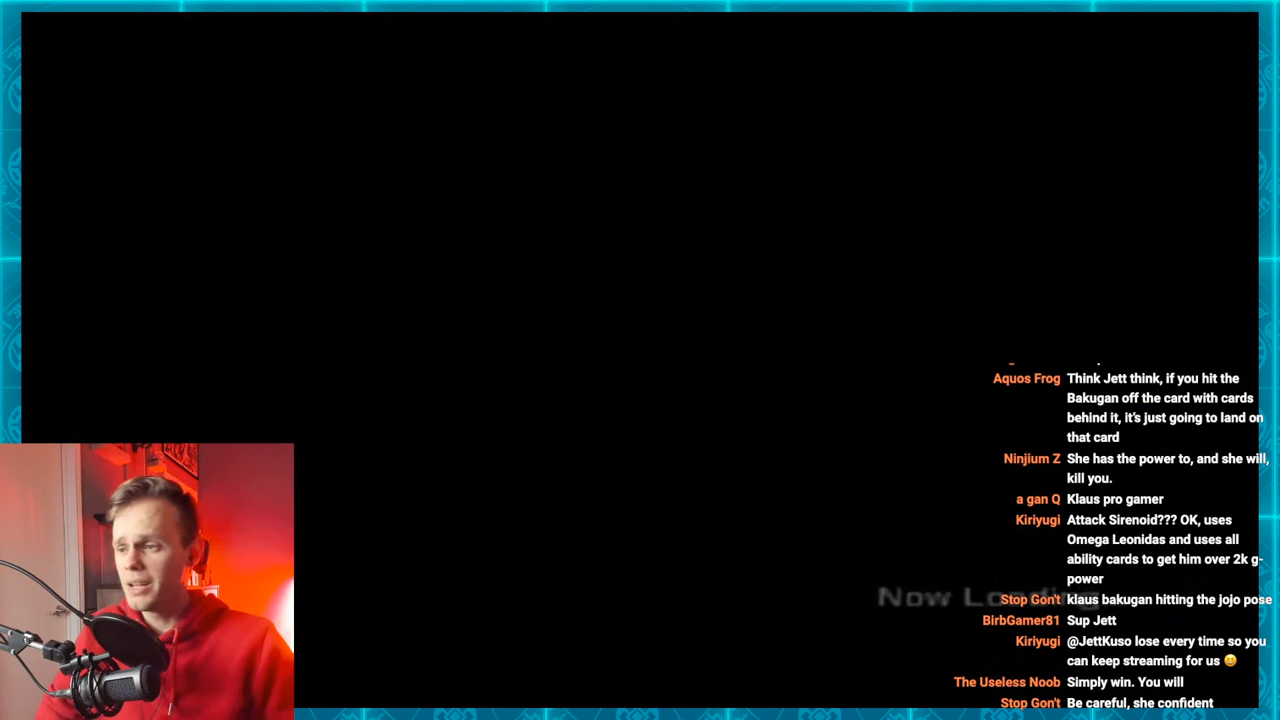 Aquos Frog Think Jett think, if you hit the
Bakugan off the card with cards
behind it, it's just going to land on
that card
Ninjium Z She has the power to, and she will,
kill you.
a gan Q Klaus pro gamer
Kiriyugi Attack Sirenoid??? OK, uses
Omega Leonidas and uses all
ability cards to get him over 2k g-
power
Now Loading
Stop Gon't klaus bakugan hitting the jojo pose
BirbGamer81 Sup Jett
Kiriyugi @JettKuso lose every time so you
can keep streaming for us 😀
The Useless Noob Simply win. You will
Stop Gon't Be careful, she confident